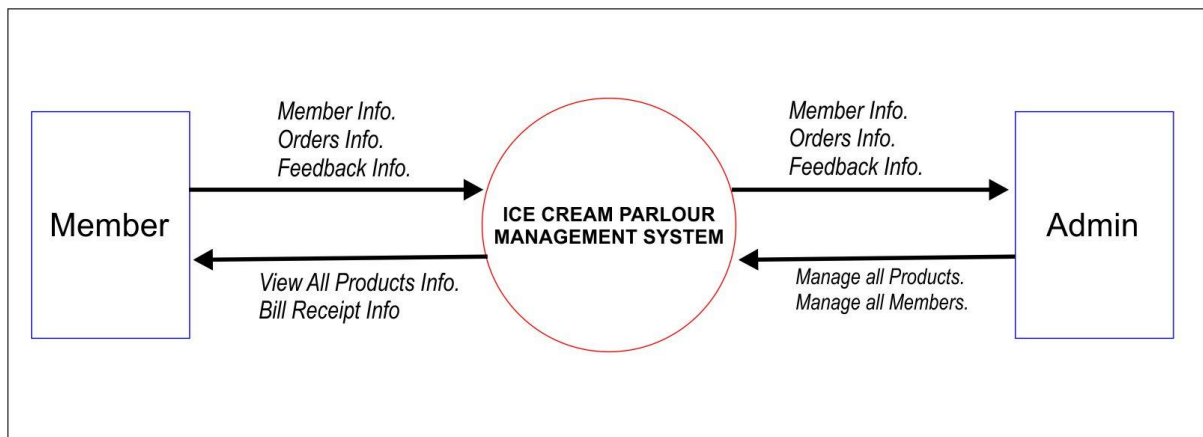 Member
Member Info.
Orders Info.
Feedback Info.
View All Products Info.
Bill Receipt Info
ICE CREAM PARLOUR
MANAGEMENT SYSTEM
Member Info.
Orders Info.
Feedback Info.
Manage all Products.
Manage all Members.
Admin